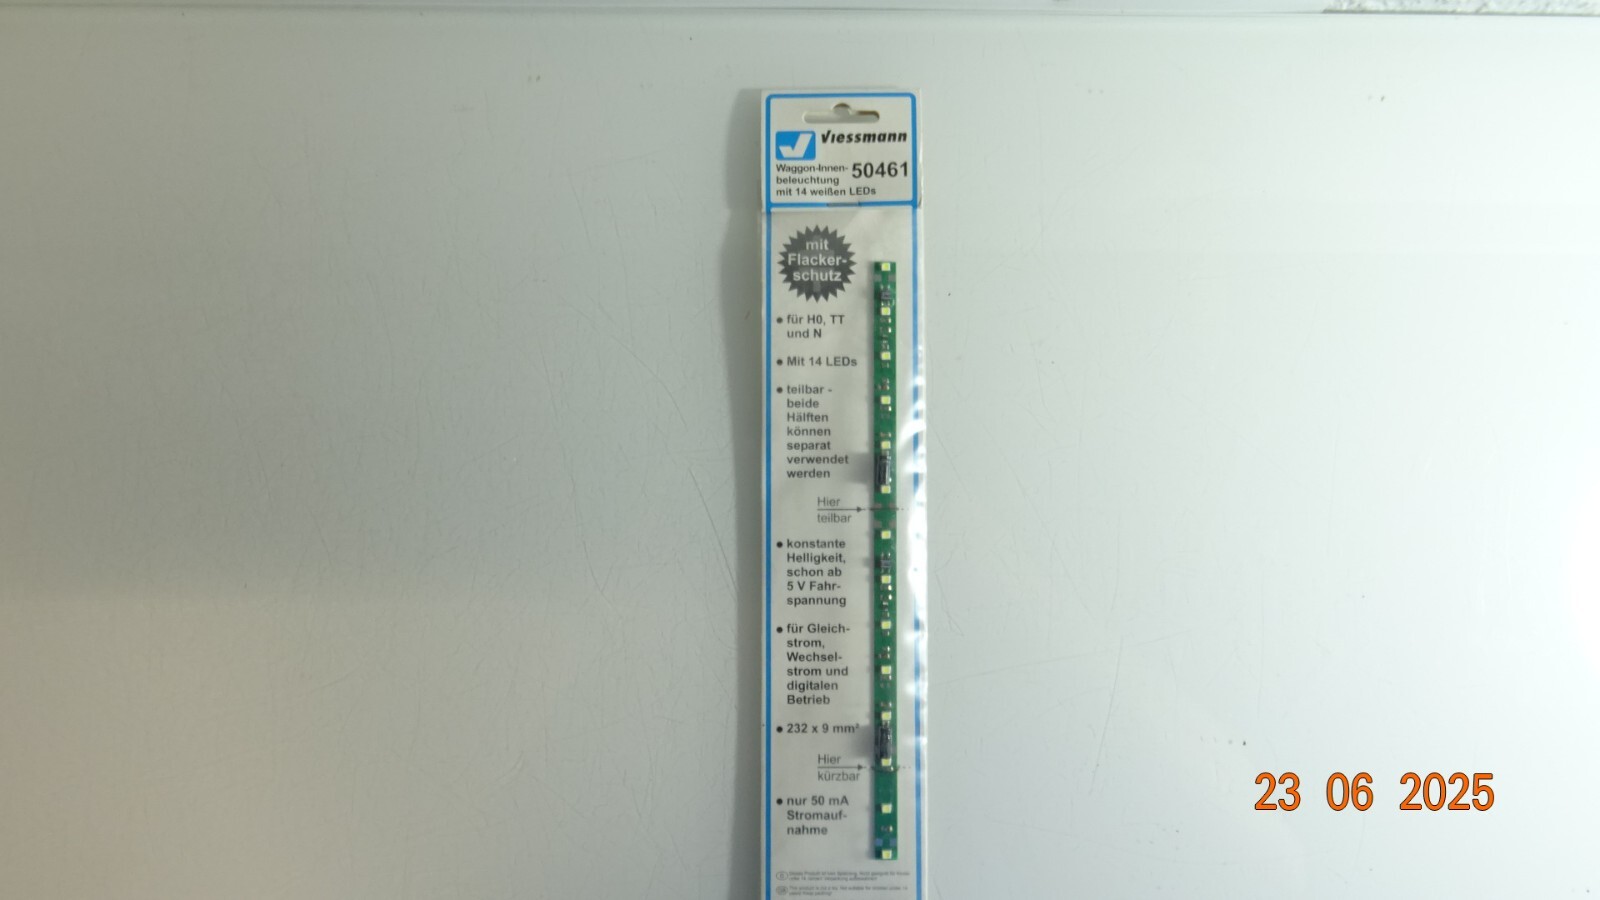 Viessmann
Waggon-Innen-
beleuchtung
mit 14 weißen LEDs
50461
mit
Flacker-
schutz
• für H0, TT
und N
• Mit 14 LEDs
• teilbar -
beide
Hälften
können
separat
verwendet
werden
Hier
teilbar
• konstante
Helligkeit,
schon ab
5 V Fahr-
spannung
• für Gleich-
strom,
Wechsel-
strom und
digitalen
Betrieb
• 232 x 9 mm²
Hier
kürzbar
• nur 50 mA
Stromauf-
nahme
23 06 2025